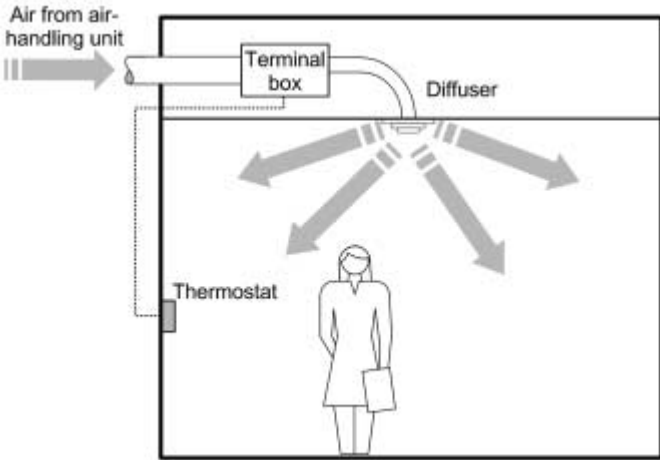 Air from air-
handling unit
Terminal
box
Diffuser
Thermostat